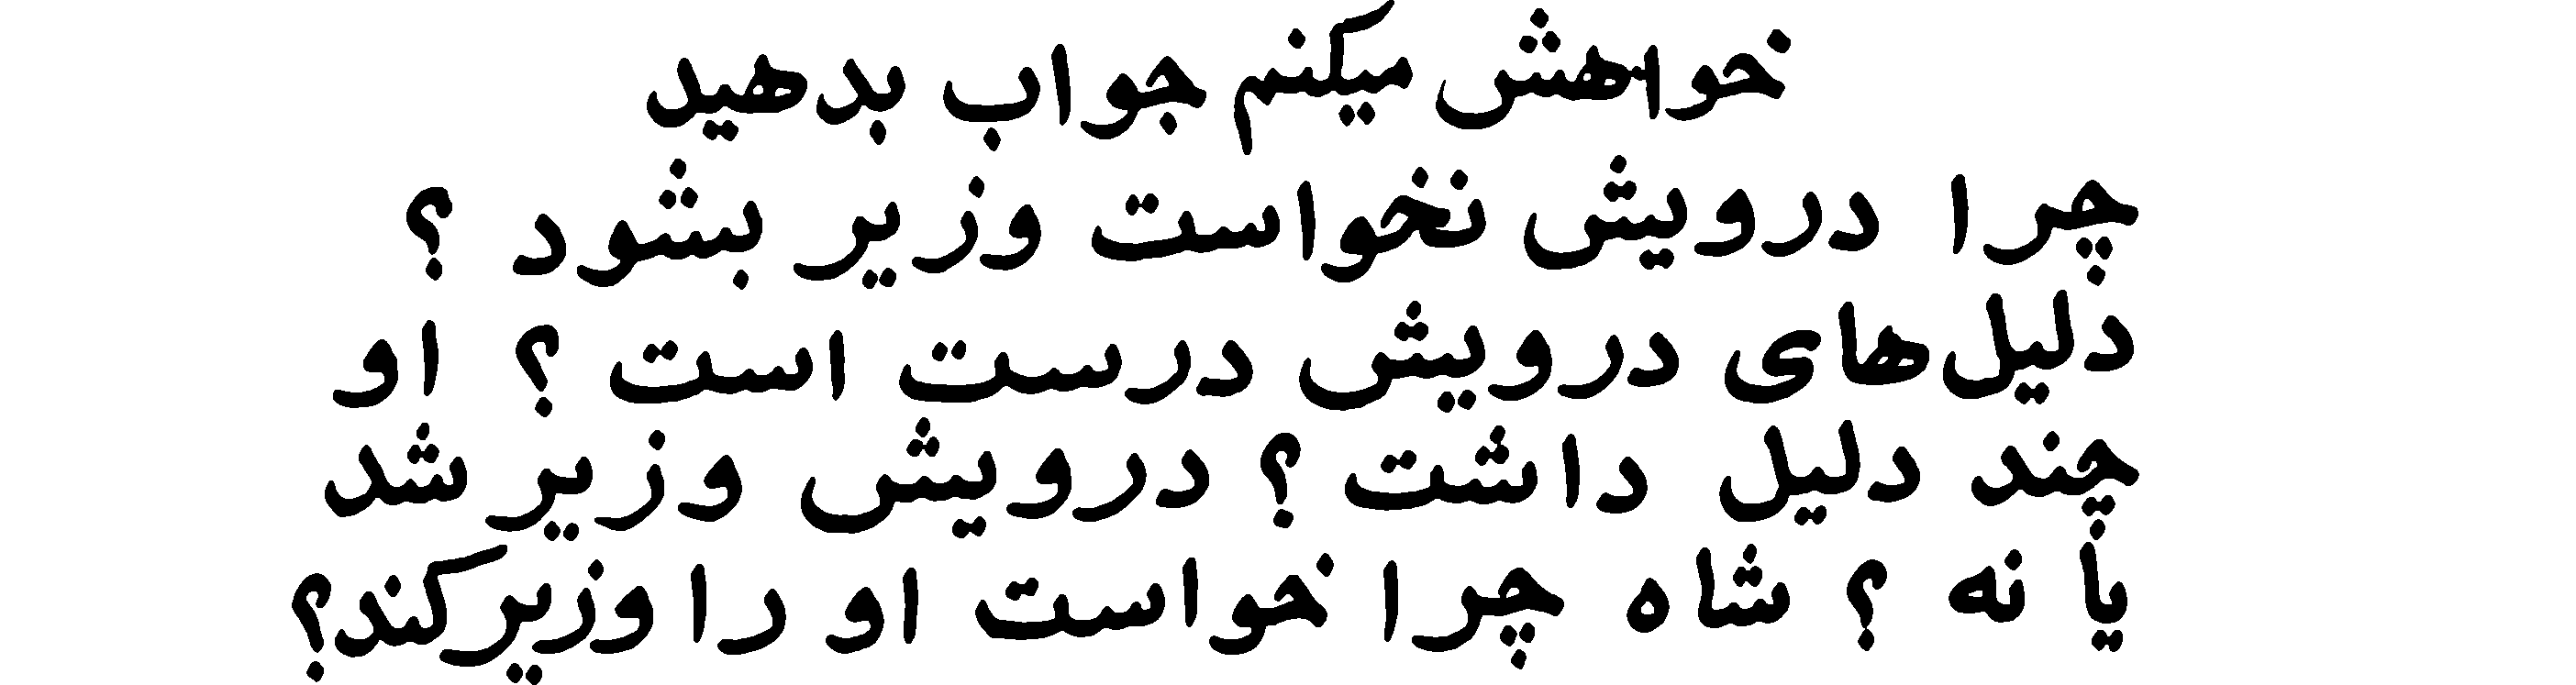 خواهش میکنم جواب بدهید
چرا درویش نخواست وزیر بشود ؟
دلیل‌های درویش درست است ؟ او
چند دلیل داشت ؟ درویش وزیر شد
یا نه ؟ شاه چرا خواست او را وزیر کند؟